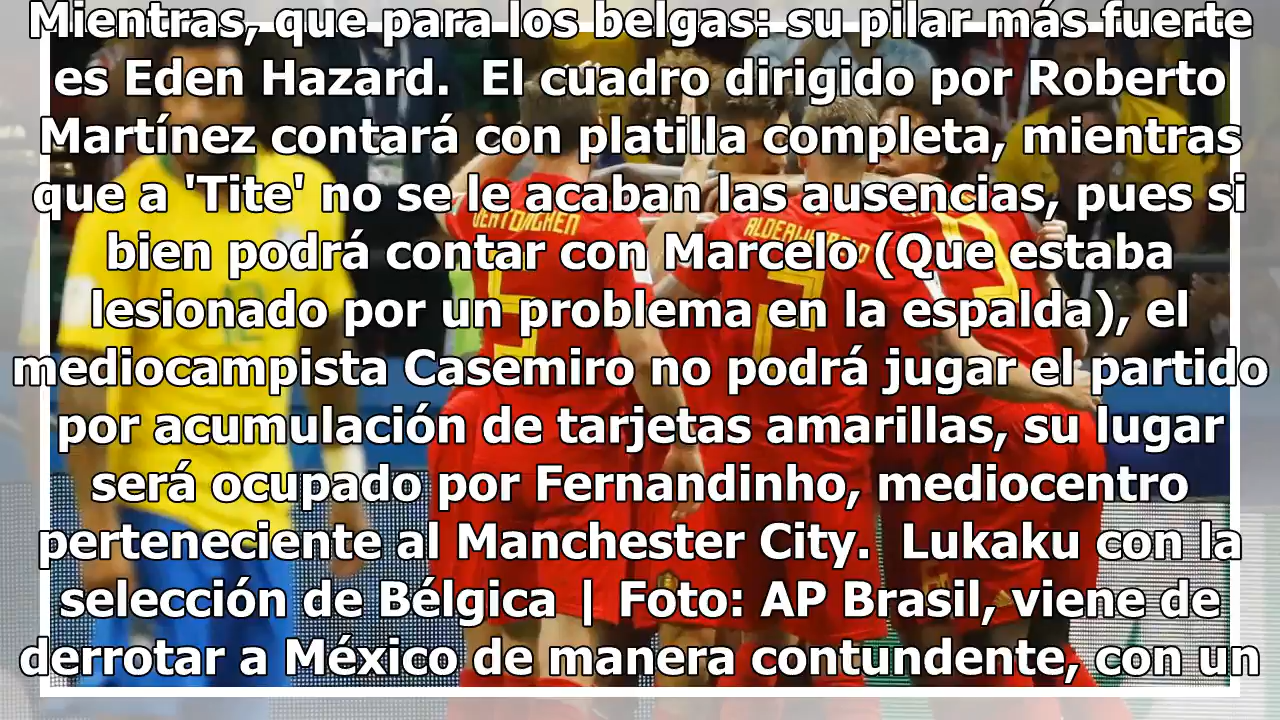 Mientras, que para los belgas: su pilar más fuerte
es Eden Hazard.  El cuadro dirigido por Roberto
Martínez contará con platilla completa, mientras
que a 'Tite' no se le acaban las ausencias, pues si
bien podrá contar con Marcelo (Que estaba
lesionado por un problema en la espalda), el
mediocampista Casemiro no podrá jugar el partido
por acumulación de tarjetas amarillas, su lugar
será ocupado por Fernandinho, mediocentro
perteneciente al Manchester City.  Lukaku con la
selección de Bélgica | Foto: AP Brasil, viene de
derrotar a México de manera contundente, con un
VERTONGHEN
5
2
12